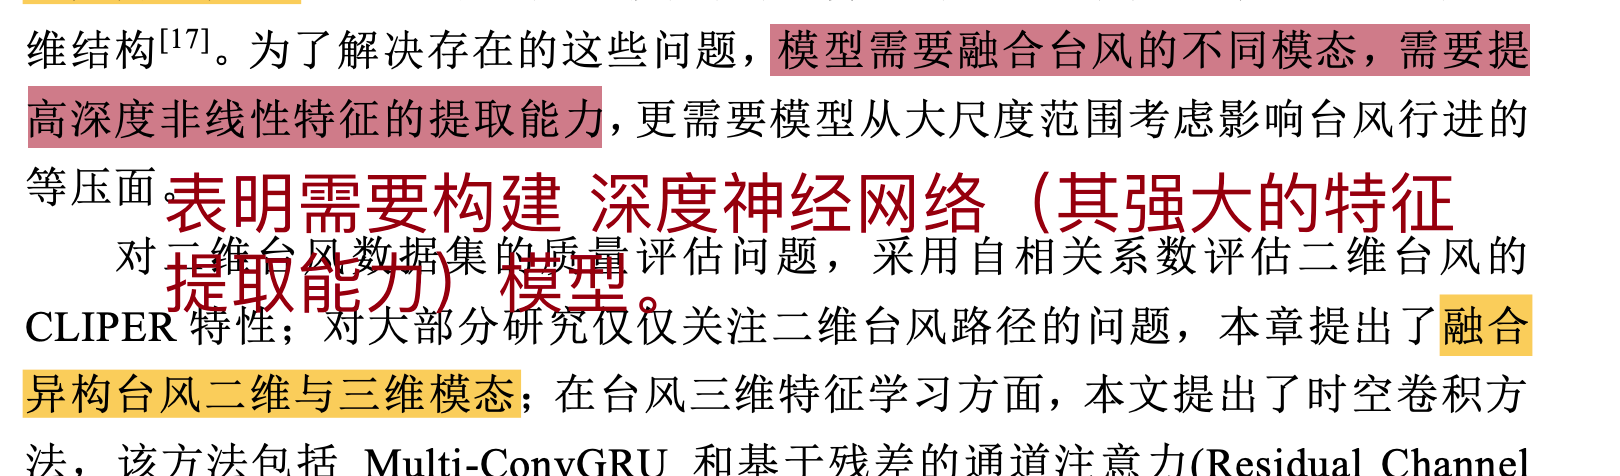 维结构[17]。为了解决存在的这些问题，模型需要融合台风的不同模态，需要提
高深度非线性特征的提取能力，更需要模型从大尺度范围考虑影响台风行进的
等压面。
表明需要构建 深度神经网络（其强大的特征
提取能力）模型。
对二维台风数据集的质量评估问题，采用自相关系数评估二维台风的
CLIPER 特性；对大部分研究仅仅关注二维台风路径的问题，本章提出了融合
异构台风二维与三维模态；在台风三维特征学习方面，本文提出了时空卷积方
法，该方法包括 Multi-ConvGRU 和基于残差的通道注意力(Residual Channel